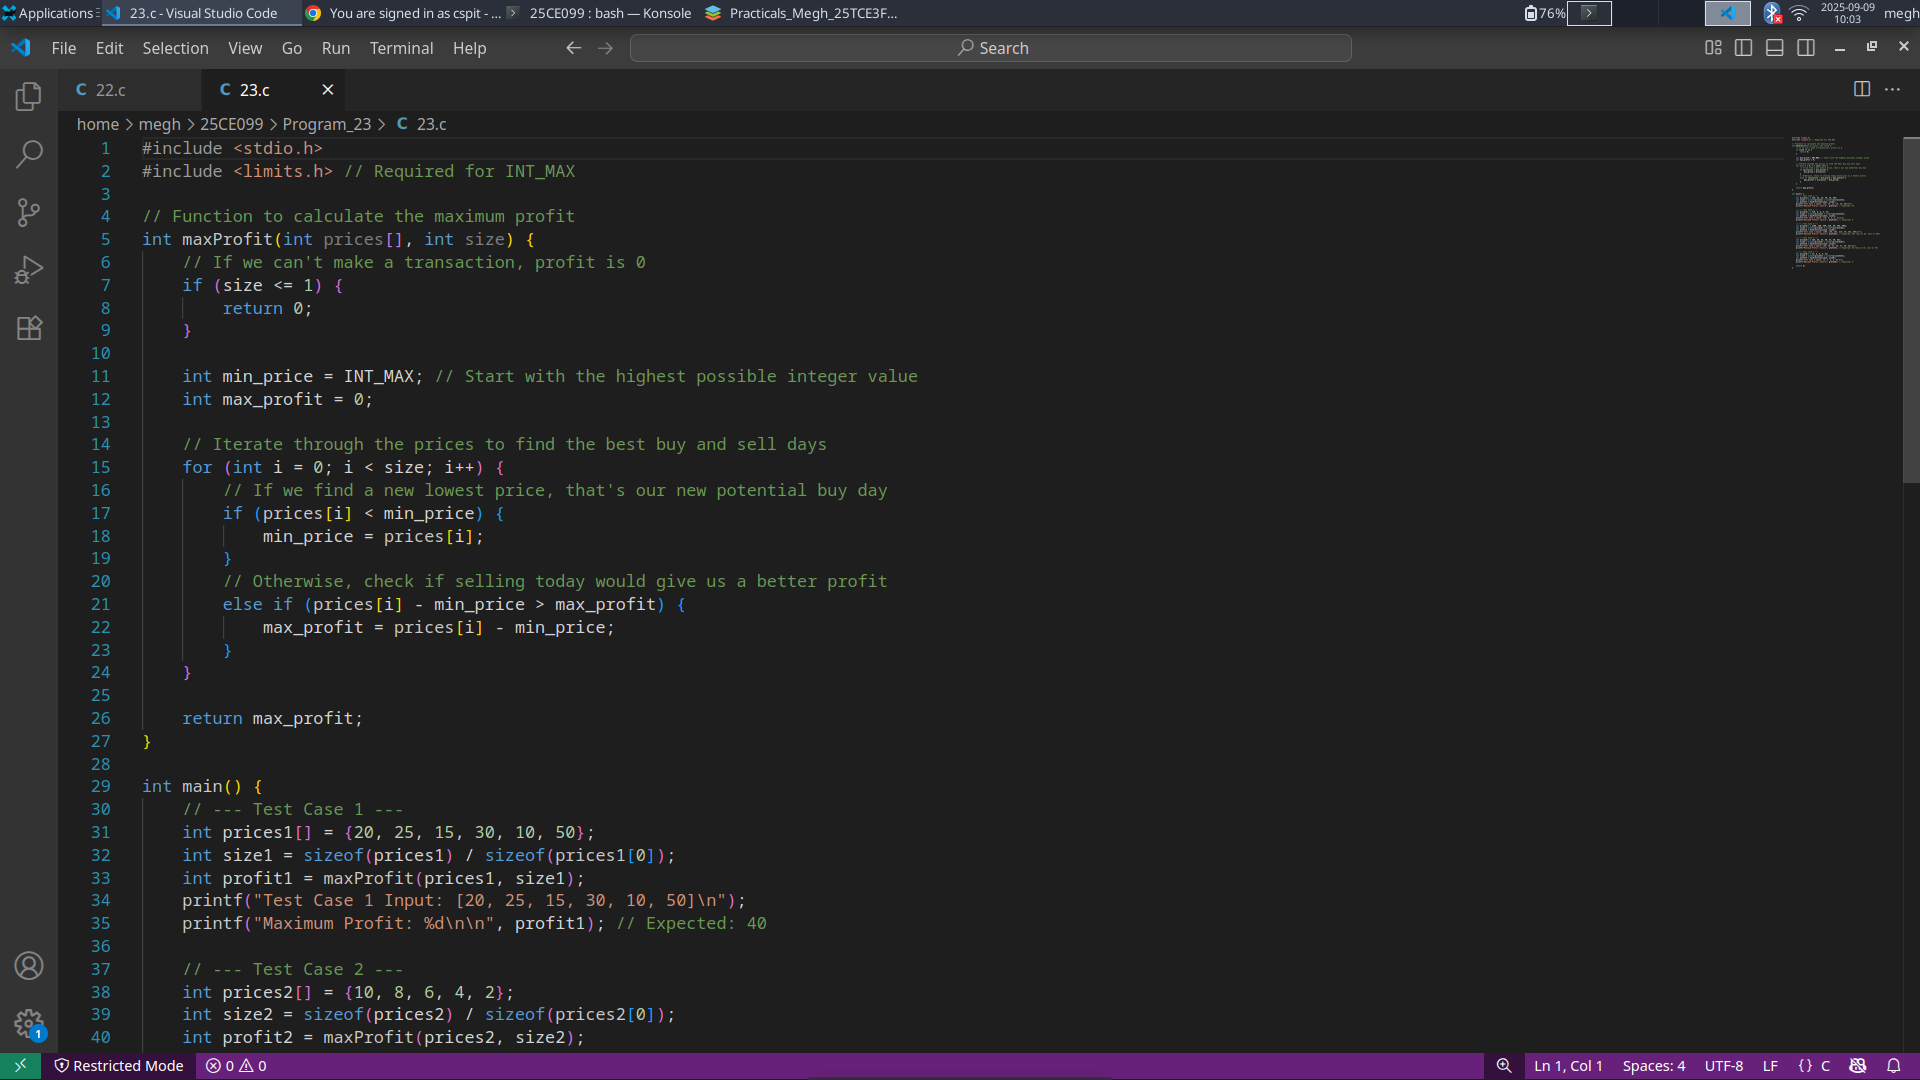 Applications 23.c - Visual Studio Code You are signed in as cspit - ... 25CE099 : bash — Konsole Practicals_Megh_25TCE3F... 76% 2025-09-09 10:03 megh
File Edit Selection View Go Run Terminal Help Search
C 22.c C 23.c
home > megh > 25CE099 > Program_23 > C 23.c
1 #include <stdio.h>
2 #include <limits.h> // Required for INT_MAX
3
4 // Function to calculate the maximum profit
5 int maxProfit(int prices[], int size) {
6     // If we can't make a transaction, profit is 0
7     if (size <= 1) {
8         return 0;
9     }
10
11     int min_price = INT_MAX; // Start with the highest possible integer value
12     int max_profit = 0;
13
14     // Iterate through the prices to find the best buy and sell days
15     for (int i = 0; i < size; i++) {
16         // If we find a new lowest price, that's our new potential buy day
17         if (prices[i] < min_price) {
18             min_price = prices[i];
19         }
20         // Otherwise, check if selling today would give us a better profit
21         else if (prices[i] - min_price > max_profit) {
22             max_profit = prices[i] - min_price;
23         }
24     }
25
26     return max_profit;
27 }
28
29 int main() {
30     // --- Test Case 1 ---
31     int prices1[] = {20, 25, 15, 30, 10, 50};
32     int size1 = sizeof(prices1) / sizeof(prices1[0]);
33     int profit1 = maxProfit(prices1, size1);
34     printf("Test Case 1 Input: [20, 25, 15, 30, 10, 50]\n");
35     printf("Maximum Profit: %d\n\n", profit1); // Expected: 40
36
37     // --- Test Case 2 ---
38     int prices2[] = {10, 8, 6, 4, 2};
39     int size2 = sizeof(prices2) / sizeof(prices2[0]);
40     int profit2 = maxProfit(prices2, size2);
1
Restricted Mode 0 0 Ln 1, Col 1 Spaces: 4 UTF-8 LF {} C